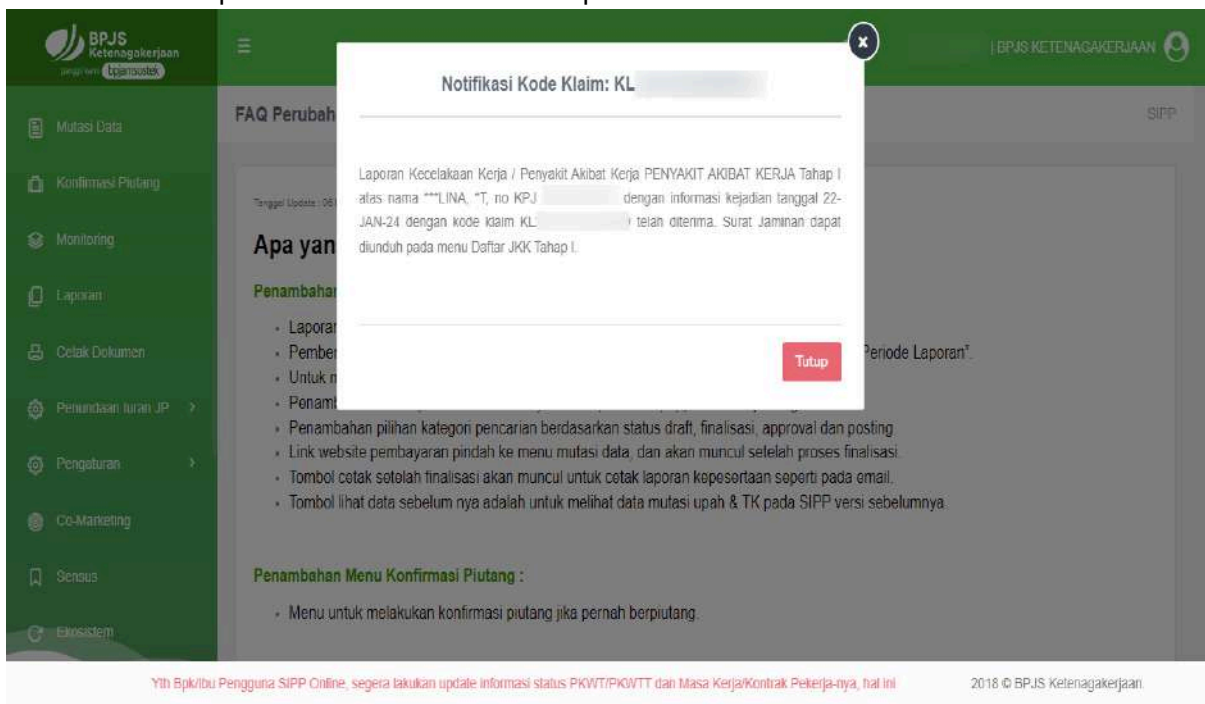 BPJS
Ketenagakerjaan
bpjamsostek
| BPJS KETENAGAKERJAAN
Notifikasi Kode Klaim: KL
FAQ Perubah
SIPP
Mutasi Data
Konfirmasi Piutang
Monitoring
Laporan
Cetak Dokumen
Penundaan Iuran JP
Pengaturan
Co-Marketing
Sensus
Ekosistem
Laporan Kecelakaan Kerja / Penyakit Akibat Kerja PENYAKIT AKIBAT KERJA Tahap I
atas nama ***LINA, *T, no KPJ dengan informasi kejadian tanggal 22-
JAN-24 dengan kode klaim KL telah diterima. Surat Jaminan dapat
diunduh pada menu Daftar JKK Tahap I.
Tutup
Tanggal Update : 06
Apa yan
Penambahan
Laporan
Pember
Periode Laporan".
Untuk m
Penamb
Penambahan pilihan kategori pencarian berdasarkan status draft, finalisasi, approval dan posting
Link website pembayaran pindah ke menu mutasi data, dan akan muncul setelah proses finalisasi.
Tombol cetak setelah finalisasi akan muncul untuk cetak laporan kepesertaan seperti pada email.
Tombol lihat data sebelum nya adalah untuk melihat data mutasi upah & TK pada SIPP versi sebelumnya.
Penambahan Menu Konfirmasi Piutang :
Menu untuk melakukan konfirmasi piutang jika pernah berpiutang.
Yth Bpk/Ibu Pengguna SIPP Online, segera lakukan update informasi status PKWT/PKWTT dan Masa Kerja/Kontrak Pekerja-nya, hal ini
2018 © BPJS Ketenagakerjaan.